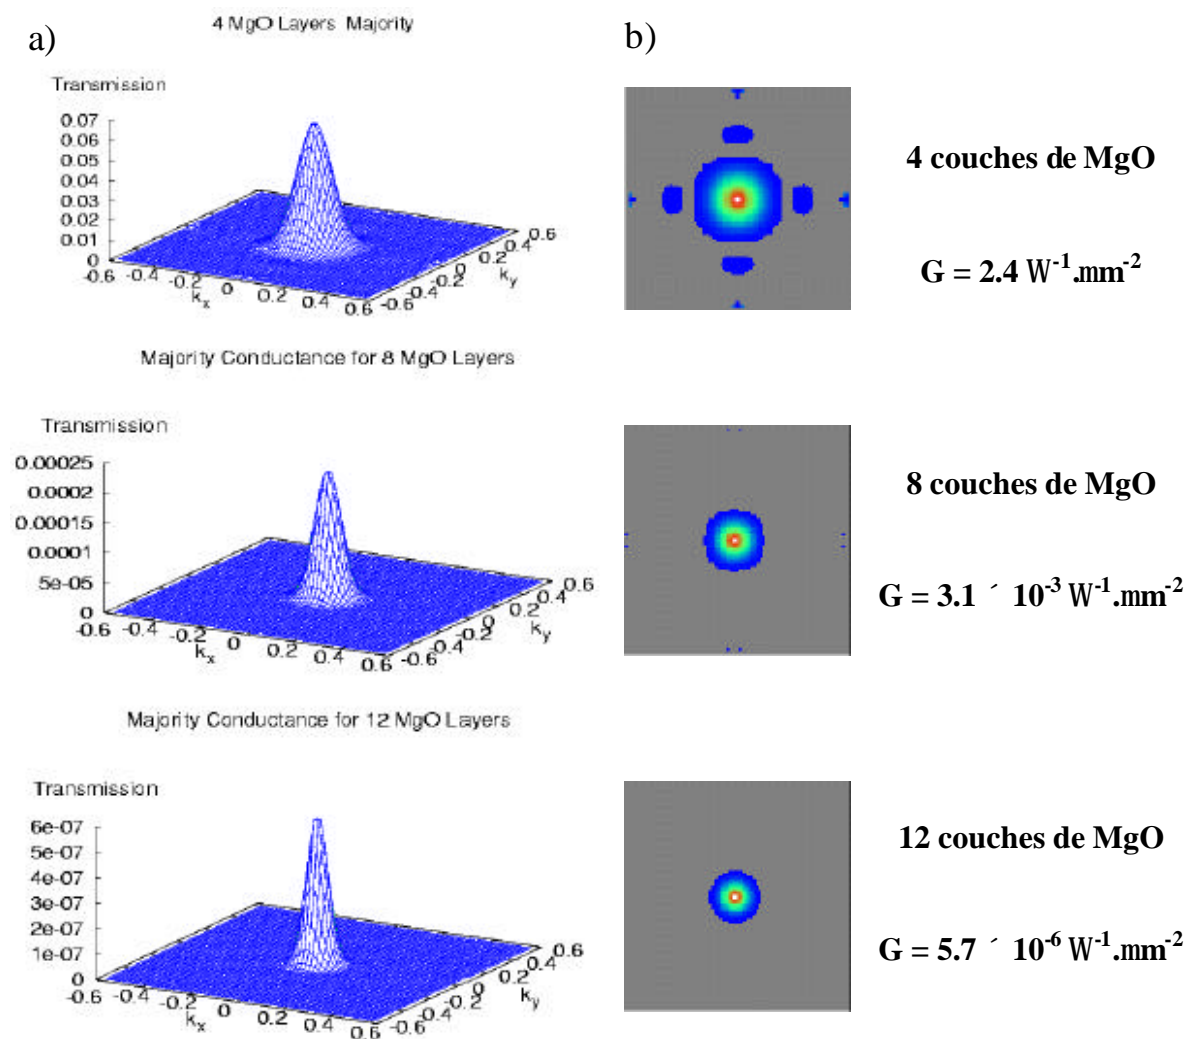 a)
4 MgO Layers Majority
Transmission
0.07
0.06
0.05
0.04
0.03
0.02
0.01
0
-0.6 -0.4 -0.2 0 0.2 0.4 0.6
kx
-0.6 -0.4 -0.2 0 0.2 0.4 0.6
ky
b)
4 couches de MgO
G = 2.4 W-1.mm-2
Majority Conductance for 8 MgO Layers
Transmission
0.00025
0.0002
0.00015
0.0001
5e-05
0
-0.6 -0.4 -0.2 0 0.2 0.4 0.6
kx
-0.6 -0.4 -0.2 0 0.2 0.4 0.6
ky
8 couches de MgO
G = 3.1 ´ 10-3 W-1.mm-2
Majority Conductance for 12 MgO Layers
Transmission
6e-07
5e-07
4e-07
3e-07
2e-07
1e-07
0
-0.6 -0.4 -0.2 0 0.2 0.4 0.6
kx
-0.6 -0.4 -0.2 0 0.2 0.4 0.6
ky
12 couches de MgO
G = 5.7 ´ 10-6 W-1.mm-2